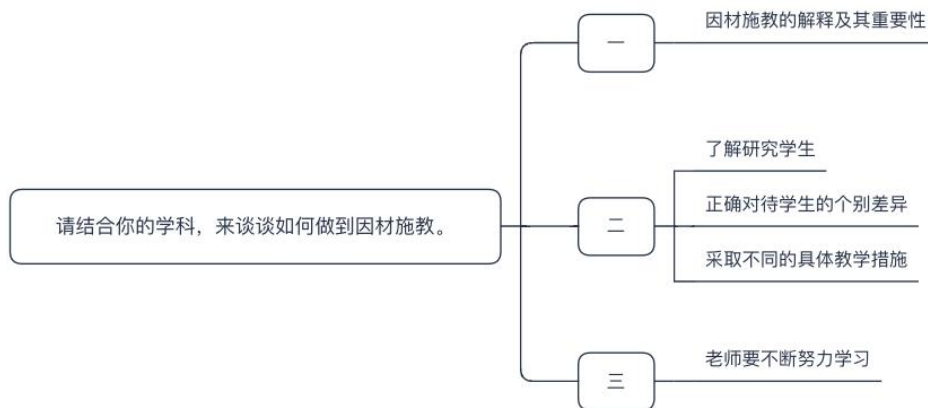 请结合你的学科，来谈谈如何做到因材施教。
一
因材施教的解释及其重要性
二
了解研究学生
正确对待学生的个别差异
采取不同的具体教学措施
三
老师要不断努力学习